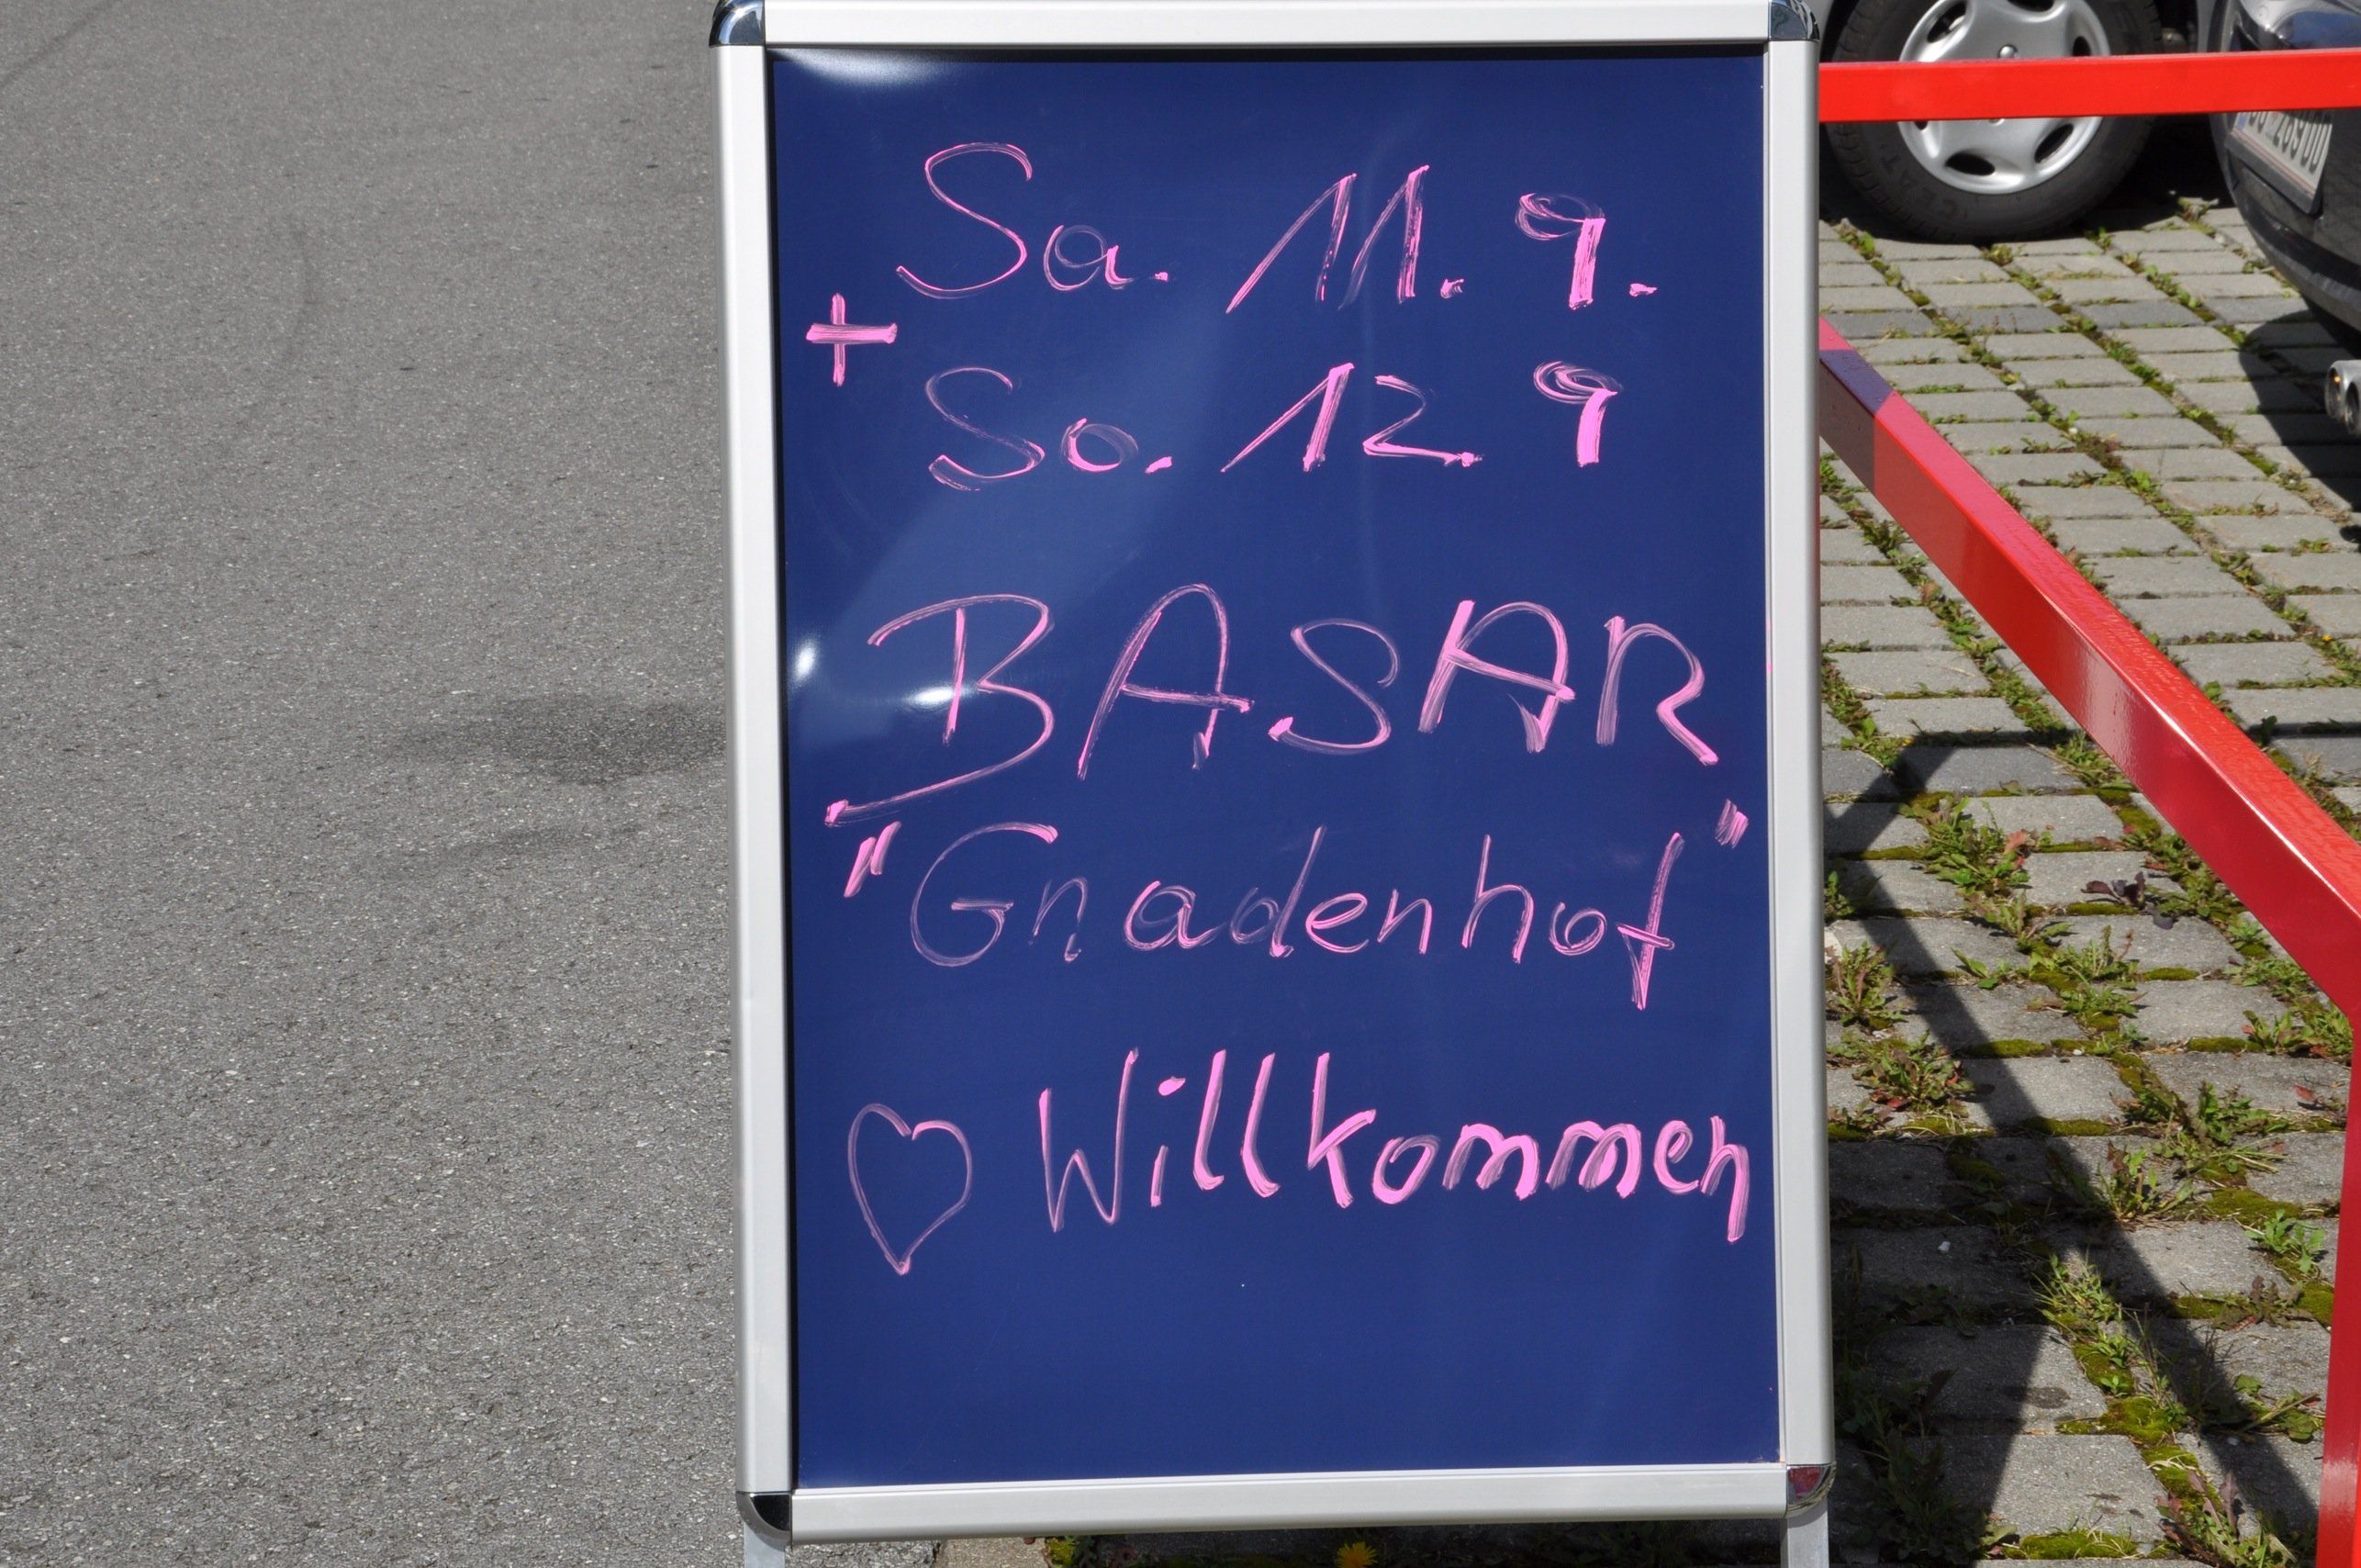 Sa. 11. 9.
+
So. 12. 9
BASAR
"Gnadenhof"
♡ Willkommen